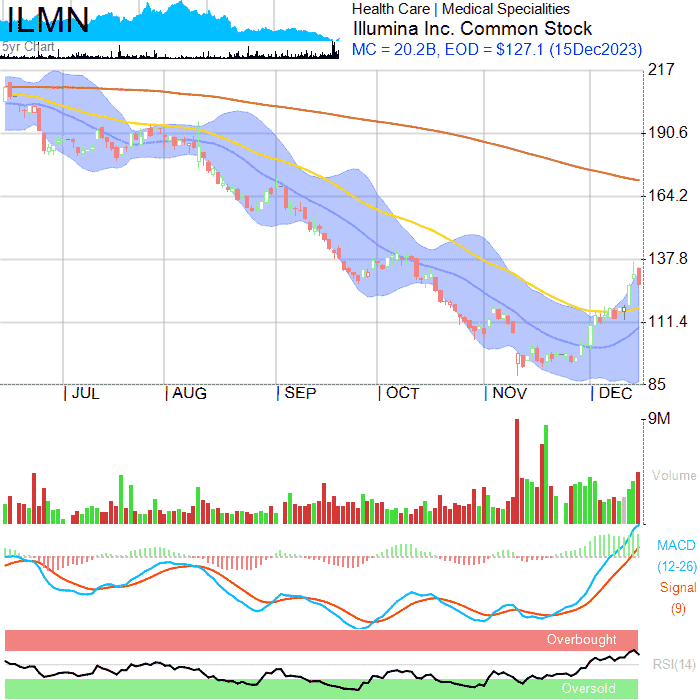 ILMN
5yr Chart
Health Care | Medical Specialities
Illumina Inc. Common Stock
MC = 20.2B, EOD = $127.1 (15Dec2023)
217
190.6
164.2
137.8
111.4
85
JUL
AUG
SEP
OCT
NOV
DEC
9M
Volume
MACD
(12-26)
Signal
(9)
Overbought
RSI(14)
Oversold